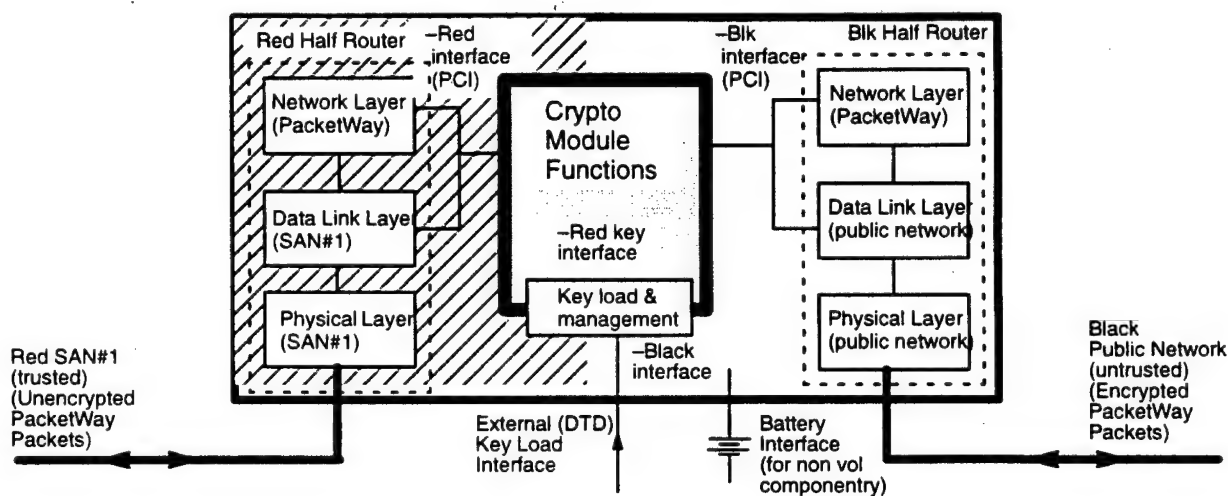 Red Half Router
–Red
interface
(PCI)
Network Layer
(PacketWay)
Data Link Layer
(SAN#1)
Physical Layer
(SAN#1)
Crypto
Module
Functions
–Red key
interface
Key load &
management
–Black
interface
–Blk
interface
(PCI)
Blk Half Router
Network Layer
(PacketWay)
Data Link Layer
(public network)
Physical Layer
(public network)
Red SAN#1
(trusted)
(Unencrypted
PacketWay
Packets)
External (DTD)
Key Load
Interface
Battery
Interface
(for non vol
componentry)
Black
Public Network
(untrusted)
(Encrypted
PacketWay
Packets)